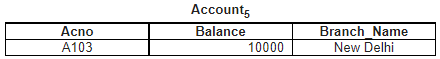 Account5
Acno Balance Branch_Name
A103 10000 New Delhi